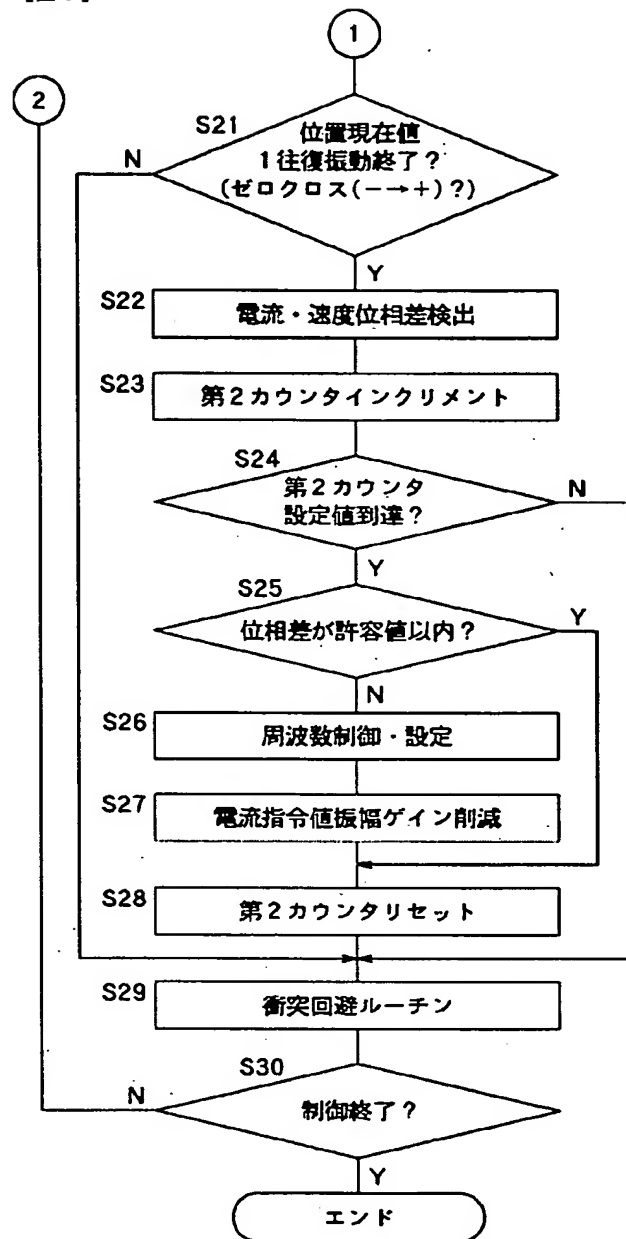 1
2
S21
位置現在値
1往復振動終了?
(ゼロクロス(-→+)?)
N
Y
S22
電流・速度位相差検出
S23
第2カウンタインクリメント
S24
第2カウンタ
設定値到達?
N
Y
S25
位相差が許容値以内?
Y
N
S26
周波数制御・設定
S27
電流指令値振幅ゲイン削減
S28
第2カウンタリセット
S29
衝突回避ルーチン
S30
制御終了?
N
Y
エンド